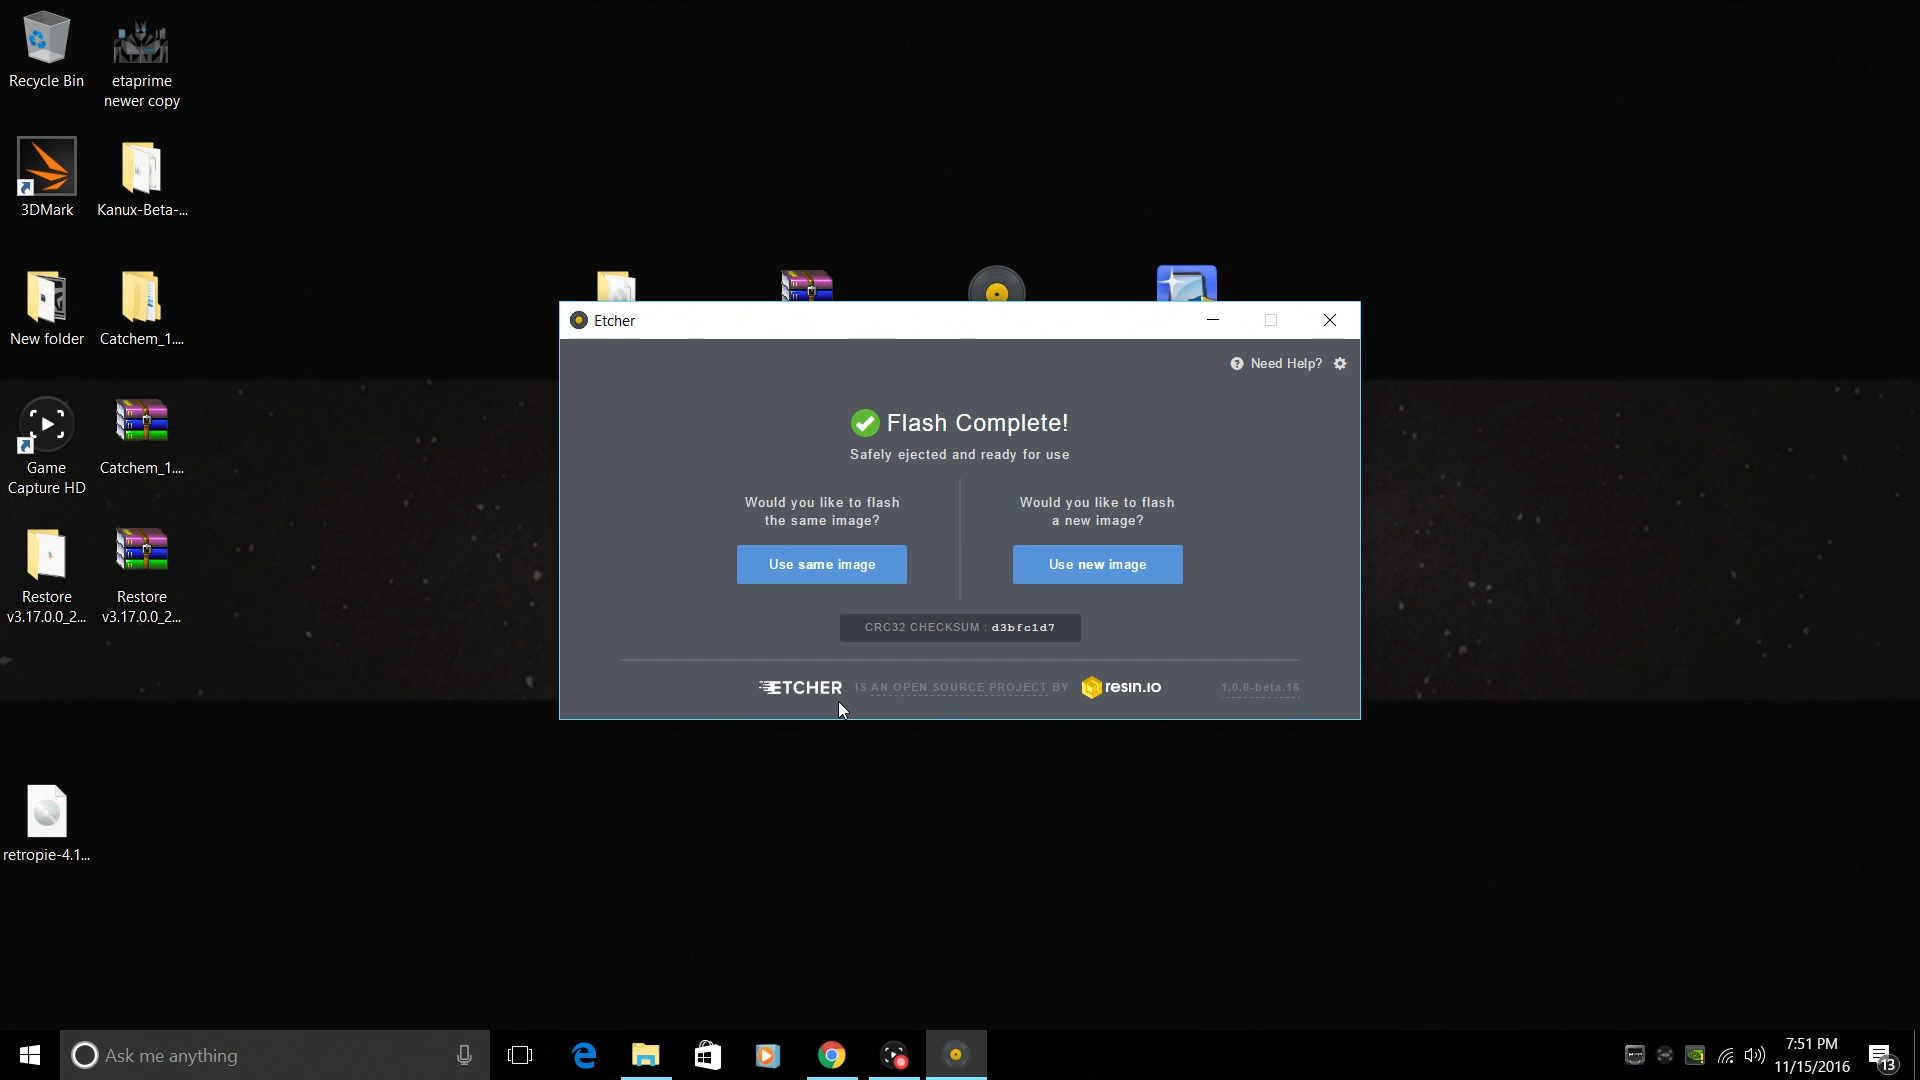 Recycle Bin
etaprime
newer copy
3DMark
Kanux-Beta-...
New folder
Catchem_1....
Game
Capture HD
Catchem_1....
Restore
v3.17.0.0_2...
Restore
v3.17.0.0_2...
retropie-4.1...
Etcher
Need Help?
Flash Complete!
Safely ejected and ready for use
Would you like to flash
the same image?
Use same image
Would you like to flash
a new image?
Use new image
CRC32 CHECKSUM : d3bfc1d7
ETCHER IS AN OPEN SOURCE PROJECT BY resin.io 1.0.0-beta.16
Ask me anything
7:51 PM
11/15/2016
13